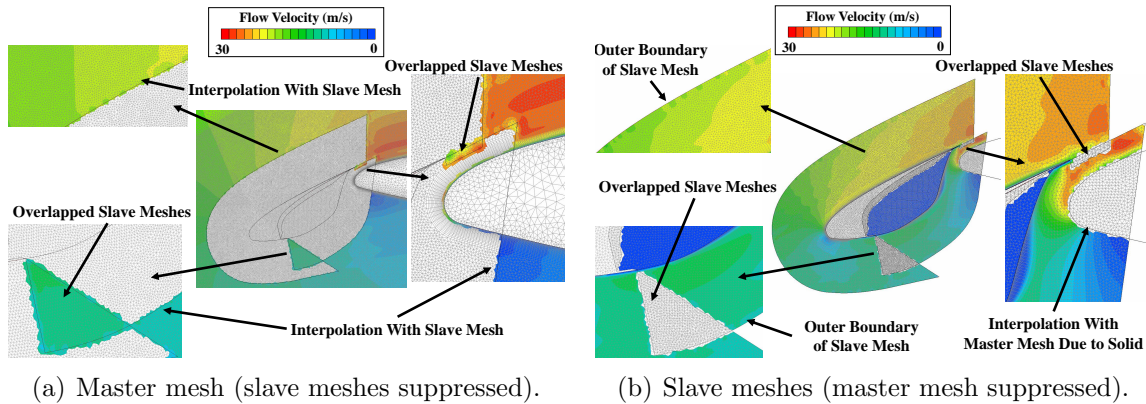 Flow Velocity (m/s)
30
0
Interpolation With Slave Mesh
Overlapped Slave Meshes
Overlapped Slave Meshes
Interpolation With Slave Mesh
(a) Master mesh (slave meshes suppressed).
Flow Velocity (m/s)
30
0
Outer Boundary
of Slave Mesh
Overlapped Slave Meshes
Overlapped Slave Meshes
Outer Boundary
of Slave Mesh
Interpolation With
Master Mesh Due to Solid
(b) Slave meshes (master mesh suppressed).